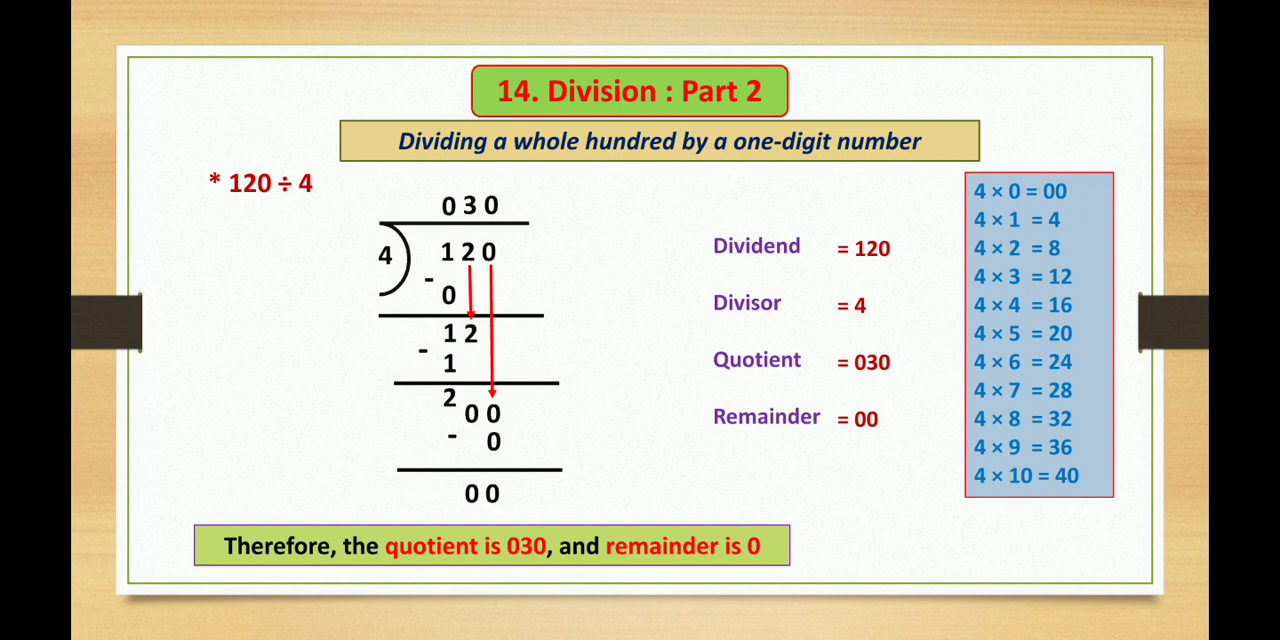 14. Division : Part 2
Dividing a whole hundred by a one-digit number
* 120 ÷ 4
0 3 0
4 1 2 0
-
0
1 2
-
1
2
0 0
- 0
0 0
Dividend = 120
Divisor = 4
Quotient = 030
Remainder = 00
4 × 0 = 00
4 × 1 = 4
4 × 2 = 8
4 × 3 = 12
4 × 4 = 16
4 × 5 = 20
4 × 6 = 24
4 × 7 = 28
4 × 8 = 32
4 × 9 = 36
4 × 10 = 40
Therefore, the quotient is 030, and remainder is 0